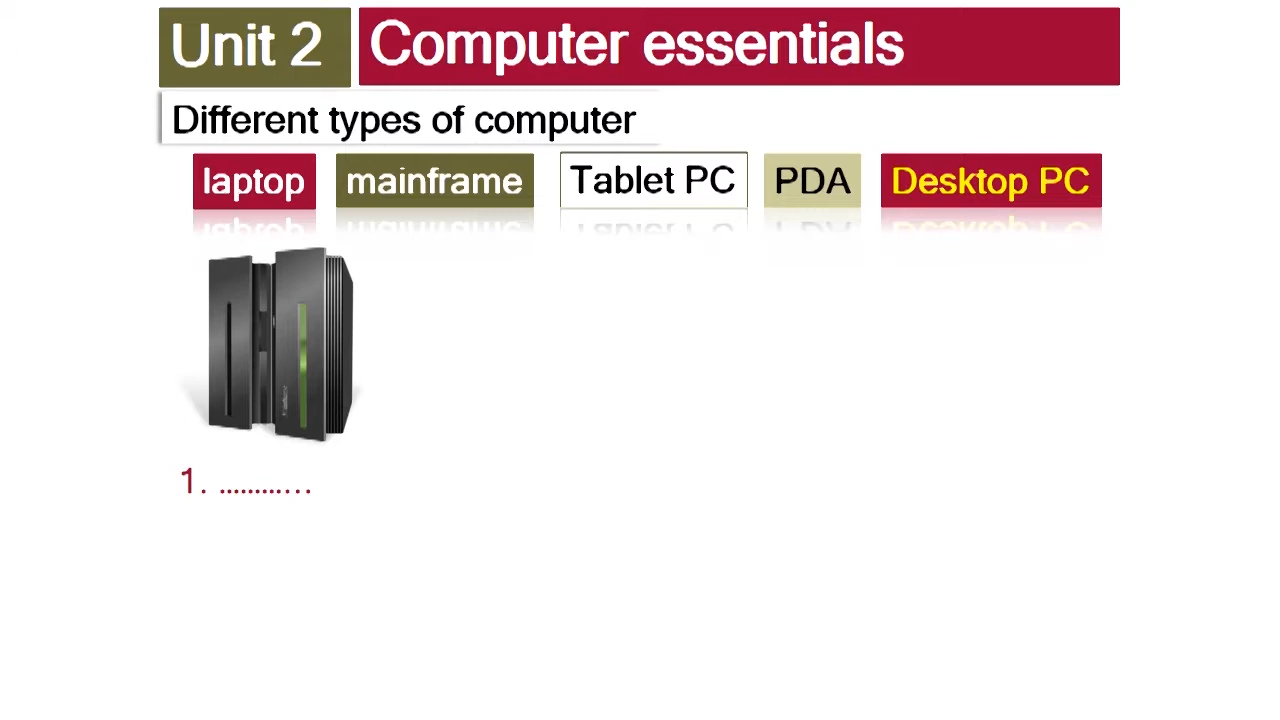 Unit 2 Computer essentials
Different types of computer
laptop mainframe Tablet PC PDA Desktop PC
1. ............